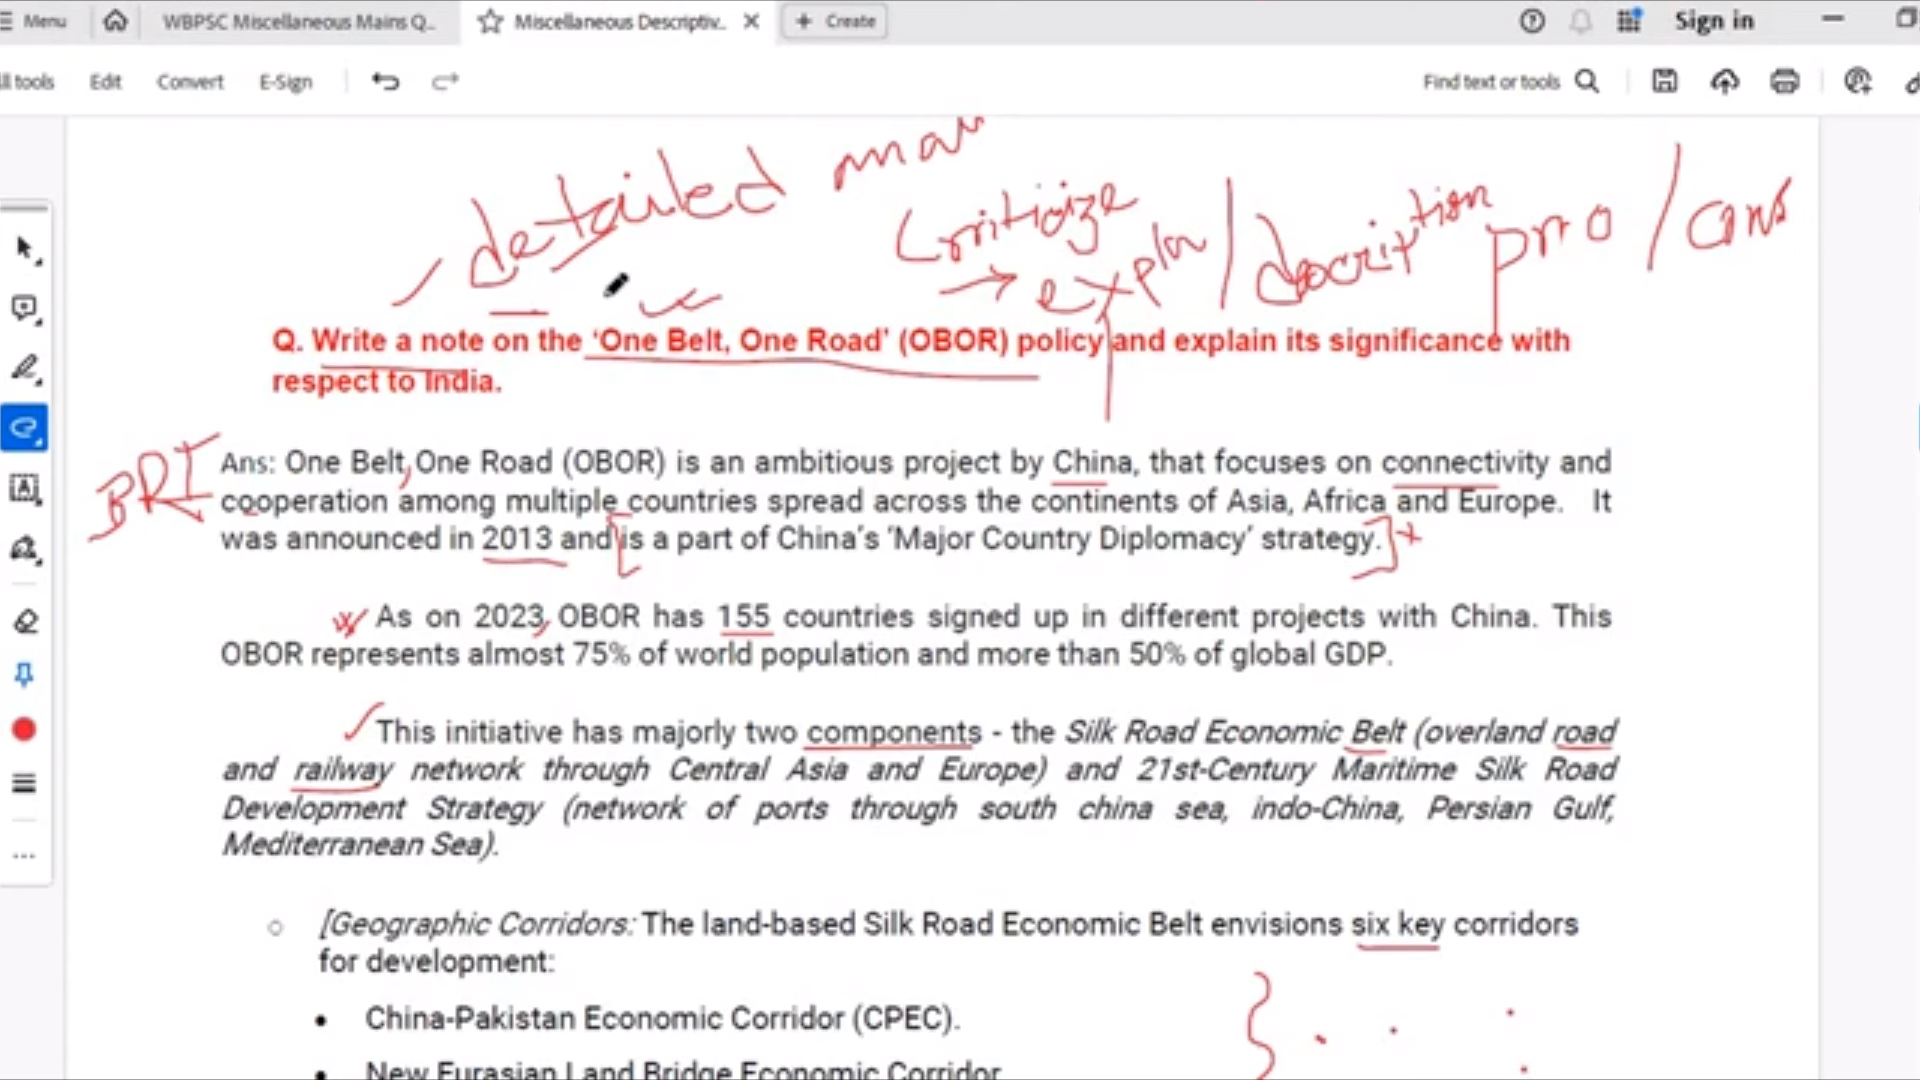 Menu
WBPSC Miscellaneous Mains Q...
Miscellaneous Descriptiv...
+ Create
Sign in
ll tools
Edit
Convert
E-Sign
Find text or tools
detailed
Critisize
→ expla / description pro / cons
Q. Write a note on the ‘One Belt, One Road’ (OBOR) policy and explain its significance with
respect to India.
BRI
Ans: One Belt, One Road (OBOR) is an ambitious project by China, that focuses on connectivity and
cooperation among multiple countries spread across the continents of Asia, Africa and Europe. It
was announced in 2013 and [is a part of China’s ‘Major Country Diplomacy’ strategy.]
As on 2023, OBOR has 155 countries signed up in different projects with China. This
OBOR represents almost 75% of world population and more than 50% of global GDP.
This initiative has majorly two components - the Silk Road Economic Belt (overland road
and railway network through Central Asia and Europe) and 21st-Century Maritime Silk Road
Development Strategy (network of ports through south china sea, indo-China, Persian Gulf,
Mediterranean Sea).
[Geographic Corridors: The land-based Silk Road Economic Belt envisions six key corridors
for development:
China-Pakistan Economic Corridor (CPEC).
New Eurasian Land Bridge Economic Corridor